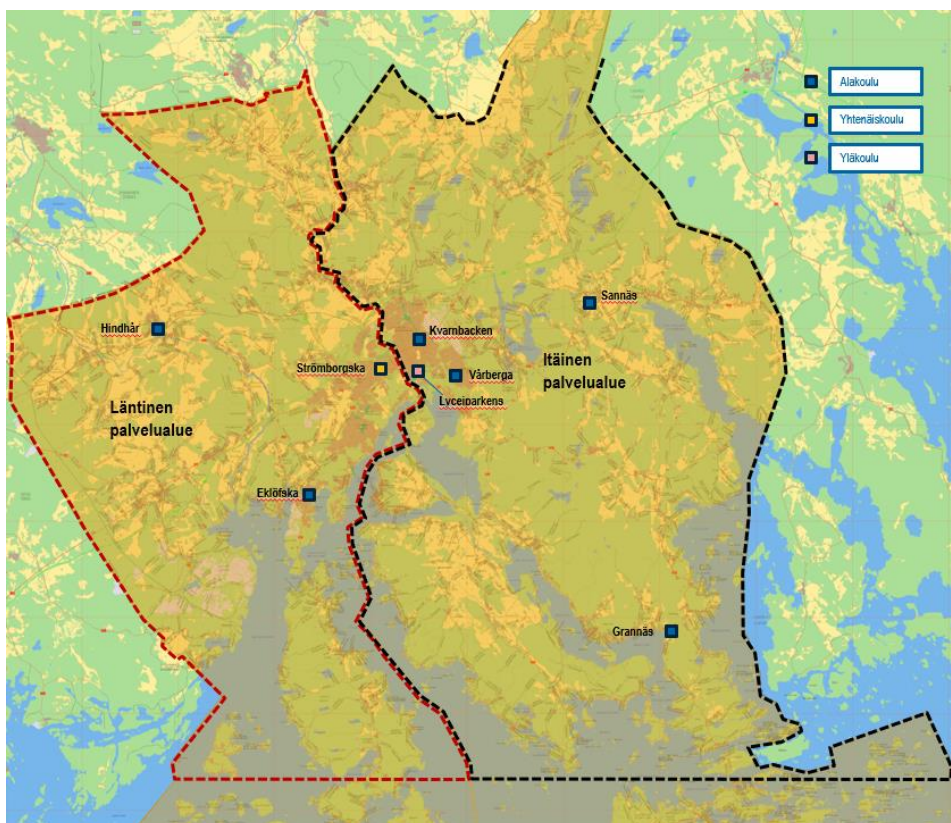 Alakoulu
Yhtenäiskoulu
Yläkoulu
Sannäs
Hindhår
Kvarnbacken
Strömborgska
Vårberga
Itäinen
palvelualue
Lyceiparkens
Läntinen
palvelualue
Eklöfska
Grannäs